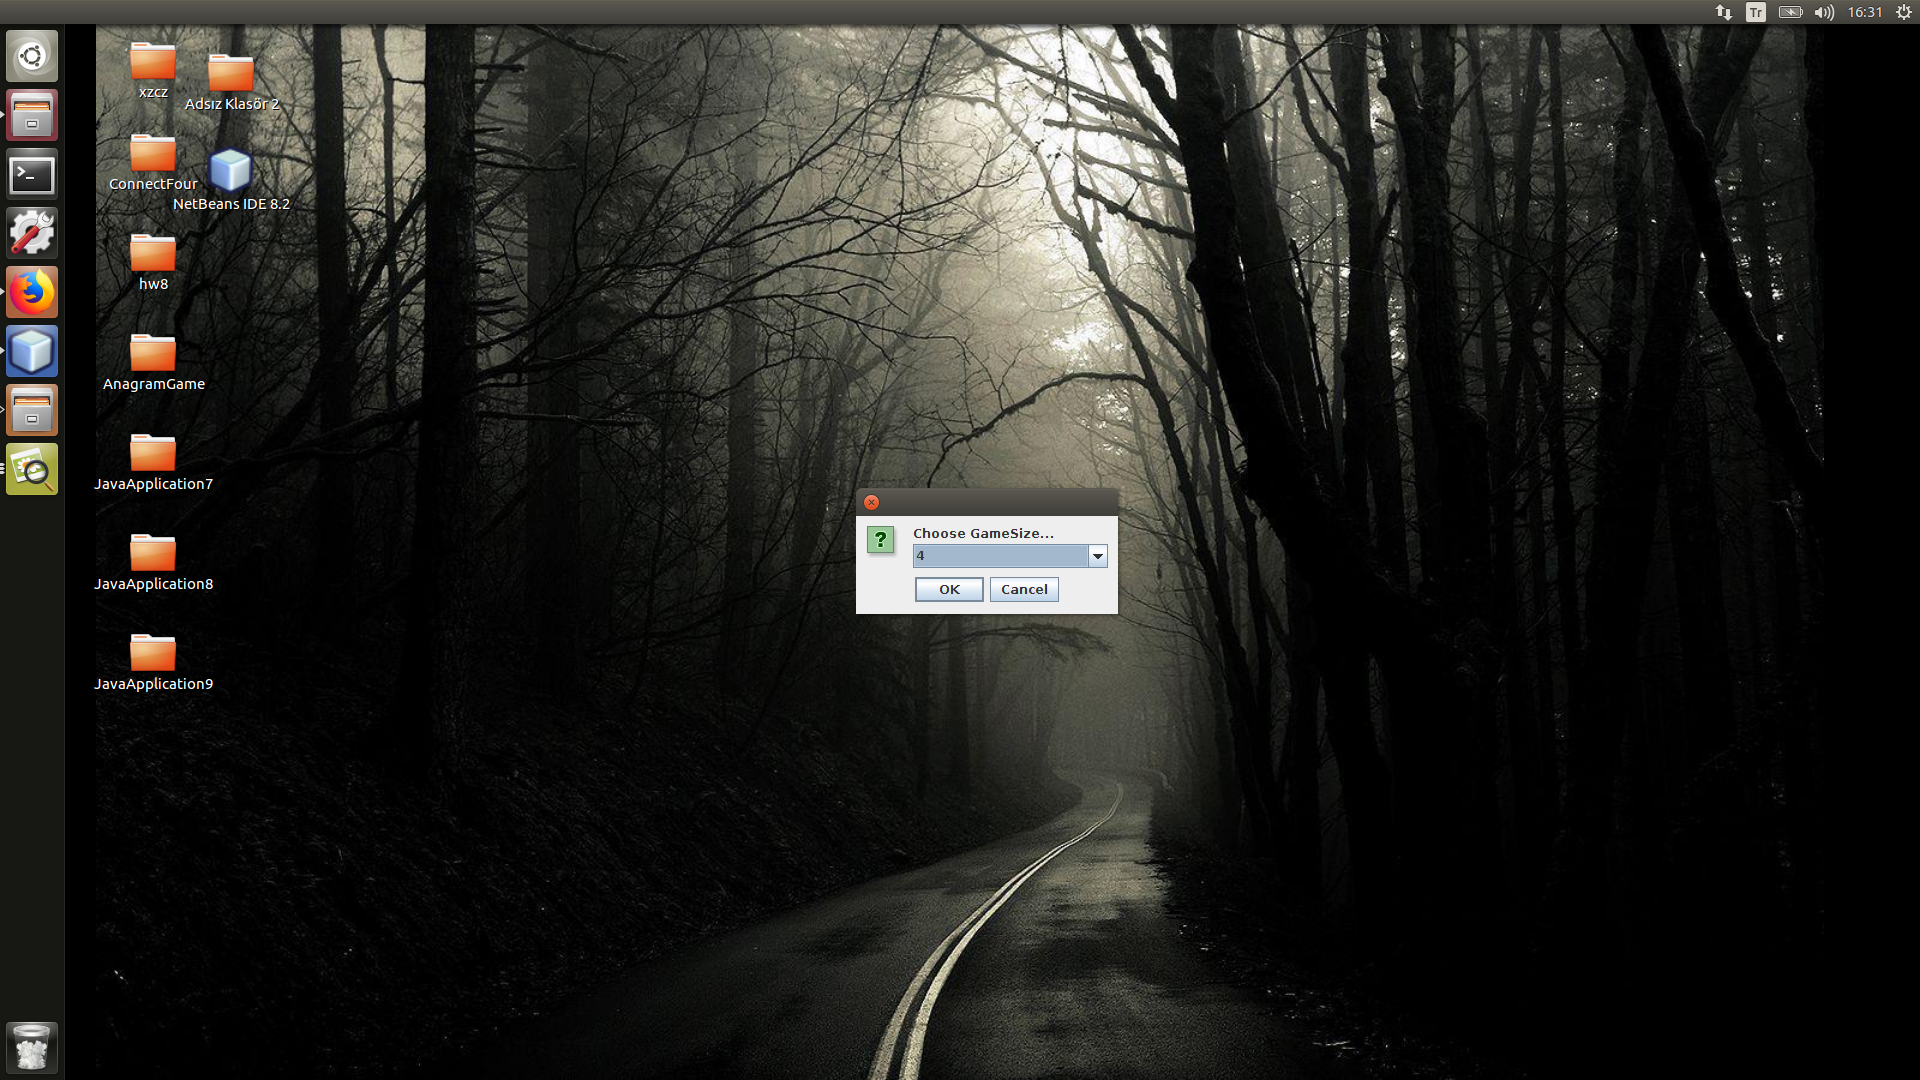 Tr
16:31
xzcz
Adsız Klasör 2
ConnectFour
NetBeans IDE 8.2
hw8
AnagramGame
JavaApplication7
JavaApplication8
JavaApplication9
Choose GameSize...
?
4
OK
Cancel